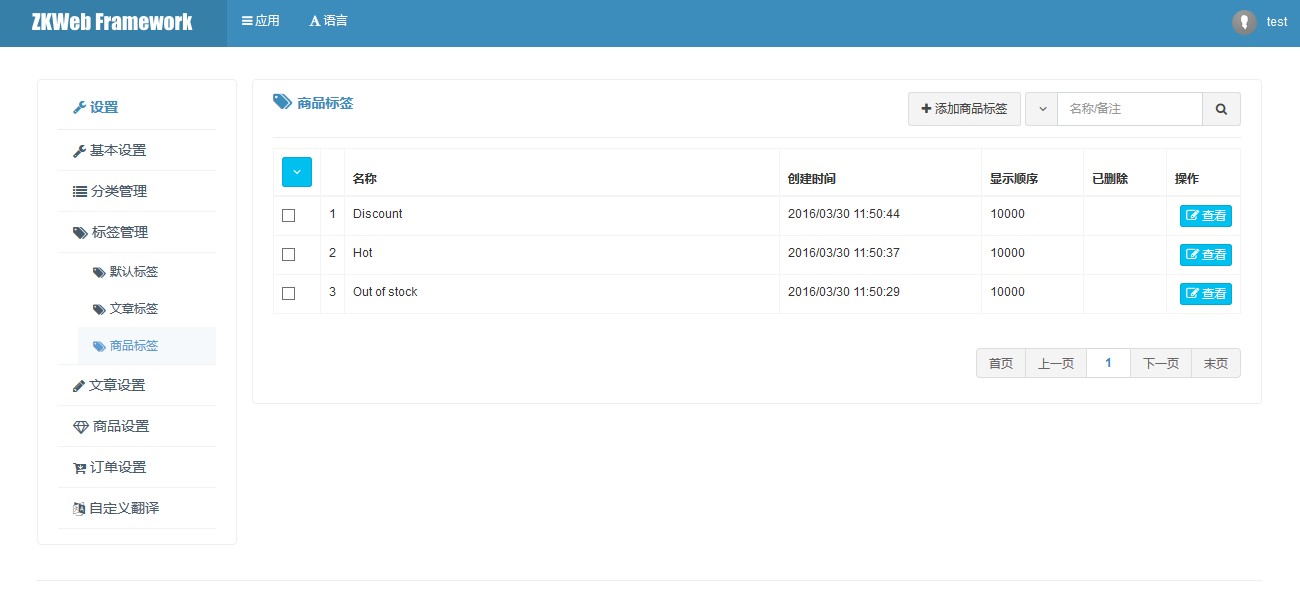 ZKWeb Framework 应用 语言 test
设置
基本设置
分类管理
标签管理
默认标签
文章标签
商品标签
文章设置
商品设置
订单设置
自定义翻译
商品标签 添加商品标签 名称/备注
名称 创建时间 显示顺序 已删除 操作
1 Discount 2016/03/30 11:50:44 10000 查看
2 Hot 2016/03/30 11:50:37 10000 查看
3 Out of stock 2016/03/30 11:50:29 10000 查看
首页 上一页 1 下一页 末页